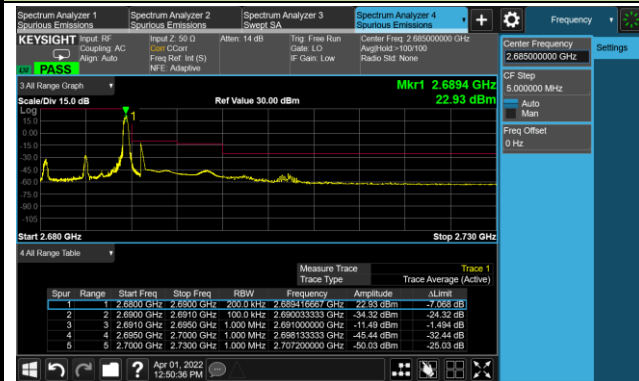 Spectrum Analyzer 1
Spurious Emissions
Spectrum Analyzer 2
Spurious Emissions
Spectrum Analyzer 3
Swept SA
Spectrum Analyzer 4
Spurious Emissions
+
Frequency
KEYSIGHT
PASS
Input: RF
Coupling: AC
Align: Auto
Input Z: 50 Ω
Corr CCorr
Freq Ref: Int (S)
NFE: Adaptive
Atten: 14 dB
Trig: Free Run
Gate: LO
IF Gain: Low
Center Freq: 2.685000000 GHz
Avg|Hold:>100/100
Radio Std: None
Center Frequency
2.685000000 GHz
Settings
CF Step
5.000000 MHz
Auto
Man
Freq Offset
0 Hz
3 All Range Graph
Mkr1 2.6894 GHz
22.93 dBm
Scale/Div 15.0 dB
Ref Value 30.00 dBm
Log
15.0
0.00
-15.0
-30.0
-45.0
-60.0
-75.0
-90.0
-105
1
Start 2.680 GHz
Stop 2.730 GHz
4 All Range Table
Measure Trace Trace 1
Trace Type Trace Average (Active)
Spur Range Start Freq Stop Freq RBW Frequency Amplitude ΔLimit
1 1 2.6800 GHz 2.6900 GHz 200.0 kHz 2.689416667 GHz 22.93 dBm -7.068 dB
2 2 2.6900 GHz 2.6910 GHz 100.0 kHz 2.690033333 GHz -34.32 dBm -24.32 dB
3 3 2.6910 GHz 2.6950 GHz 1.000 MHz 2.691000000 GHz -11.49 dBm -1.494 dB
4 4 2.6950 GHz 2.7000 GHz 1.000 MHz 2.698133333 GHz -45.44 dBm -32.44 dB
5 5 2.7000 GHz 2.7300 GHz 1.000 MHz 2.707200000 GHz -50.03 dBm -25.03 dB
?
Apr 01, 2022
12:50:36 PM